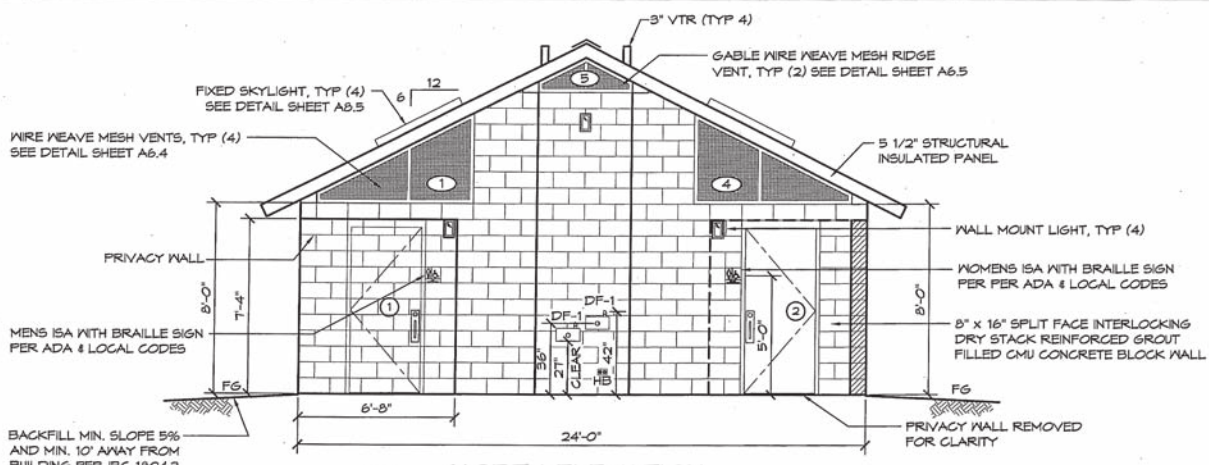 3" VTR (TYP 4)
GABLE WIRE WEAVE MESH RIDGE
VENT, TYP (2) SEE DETAIL SHEET A6.5
5
12
6
FIXED SKYLIGHT, TYP (4)
SEE DETAIL SHEET A8.5
WIRE WEAVE MESH VENTS, TYP (4)
SEE DETAIL SHEET A6.4
1
4
5 1/2" STRUCTURAL
INSULATED PANEL
PRIVACY WALL
WALL MOUNT LIGHT, TYP (4)
8'-0"
7'-4"
MENS ISA WITH BRAILLE SIGN
PER ADA & LOCAL CODES
1
DF-1
DF-1
36"
27"
CLEAR
42"
HB
5'-0"
2
8'-0"
WOMENS ISA WITH BRAILLE SIGN
PER PER ADA & LOCAL CODES
8" x 16" SPLIT FACE INTERLOCKING
DRY STACK REINFORCED GROUT
FILLED CMU CONCRETE BLOCK WALL
FG
FG
6'-8"
24'-0"
BACKFILL MIN. SLOPE 5%
AND MIN. 10' AWAY FROM
PRIVACY WALL REMOVED
FOR CLARITY